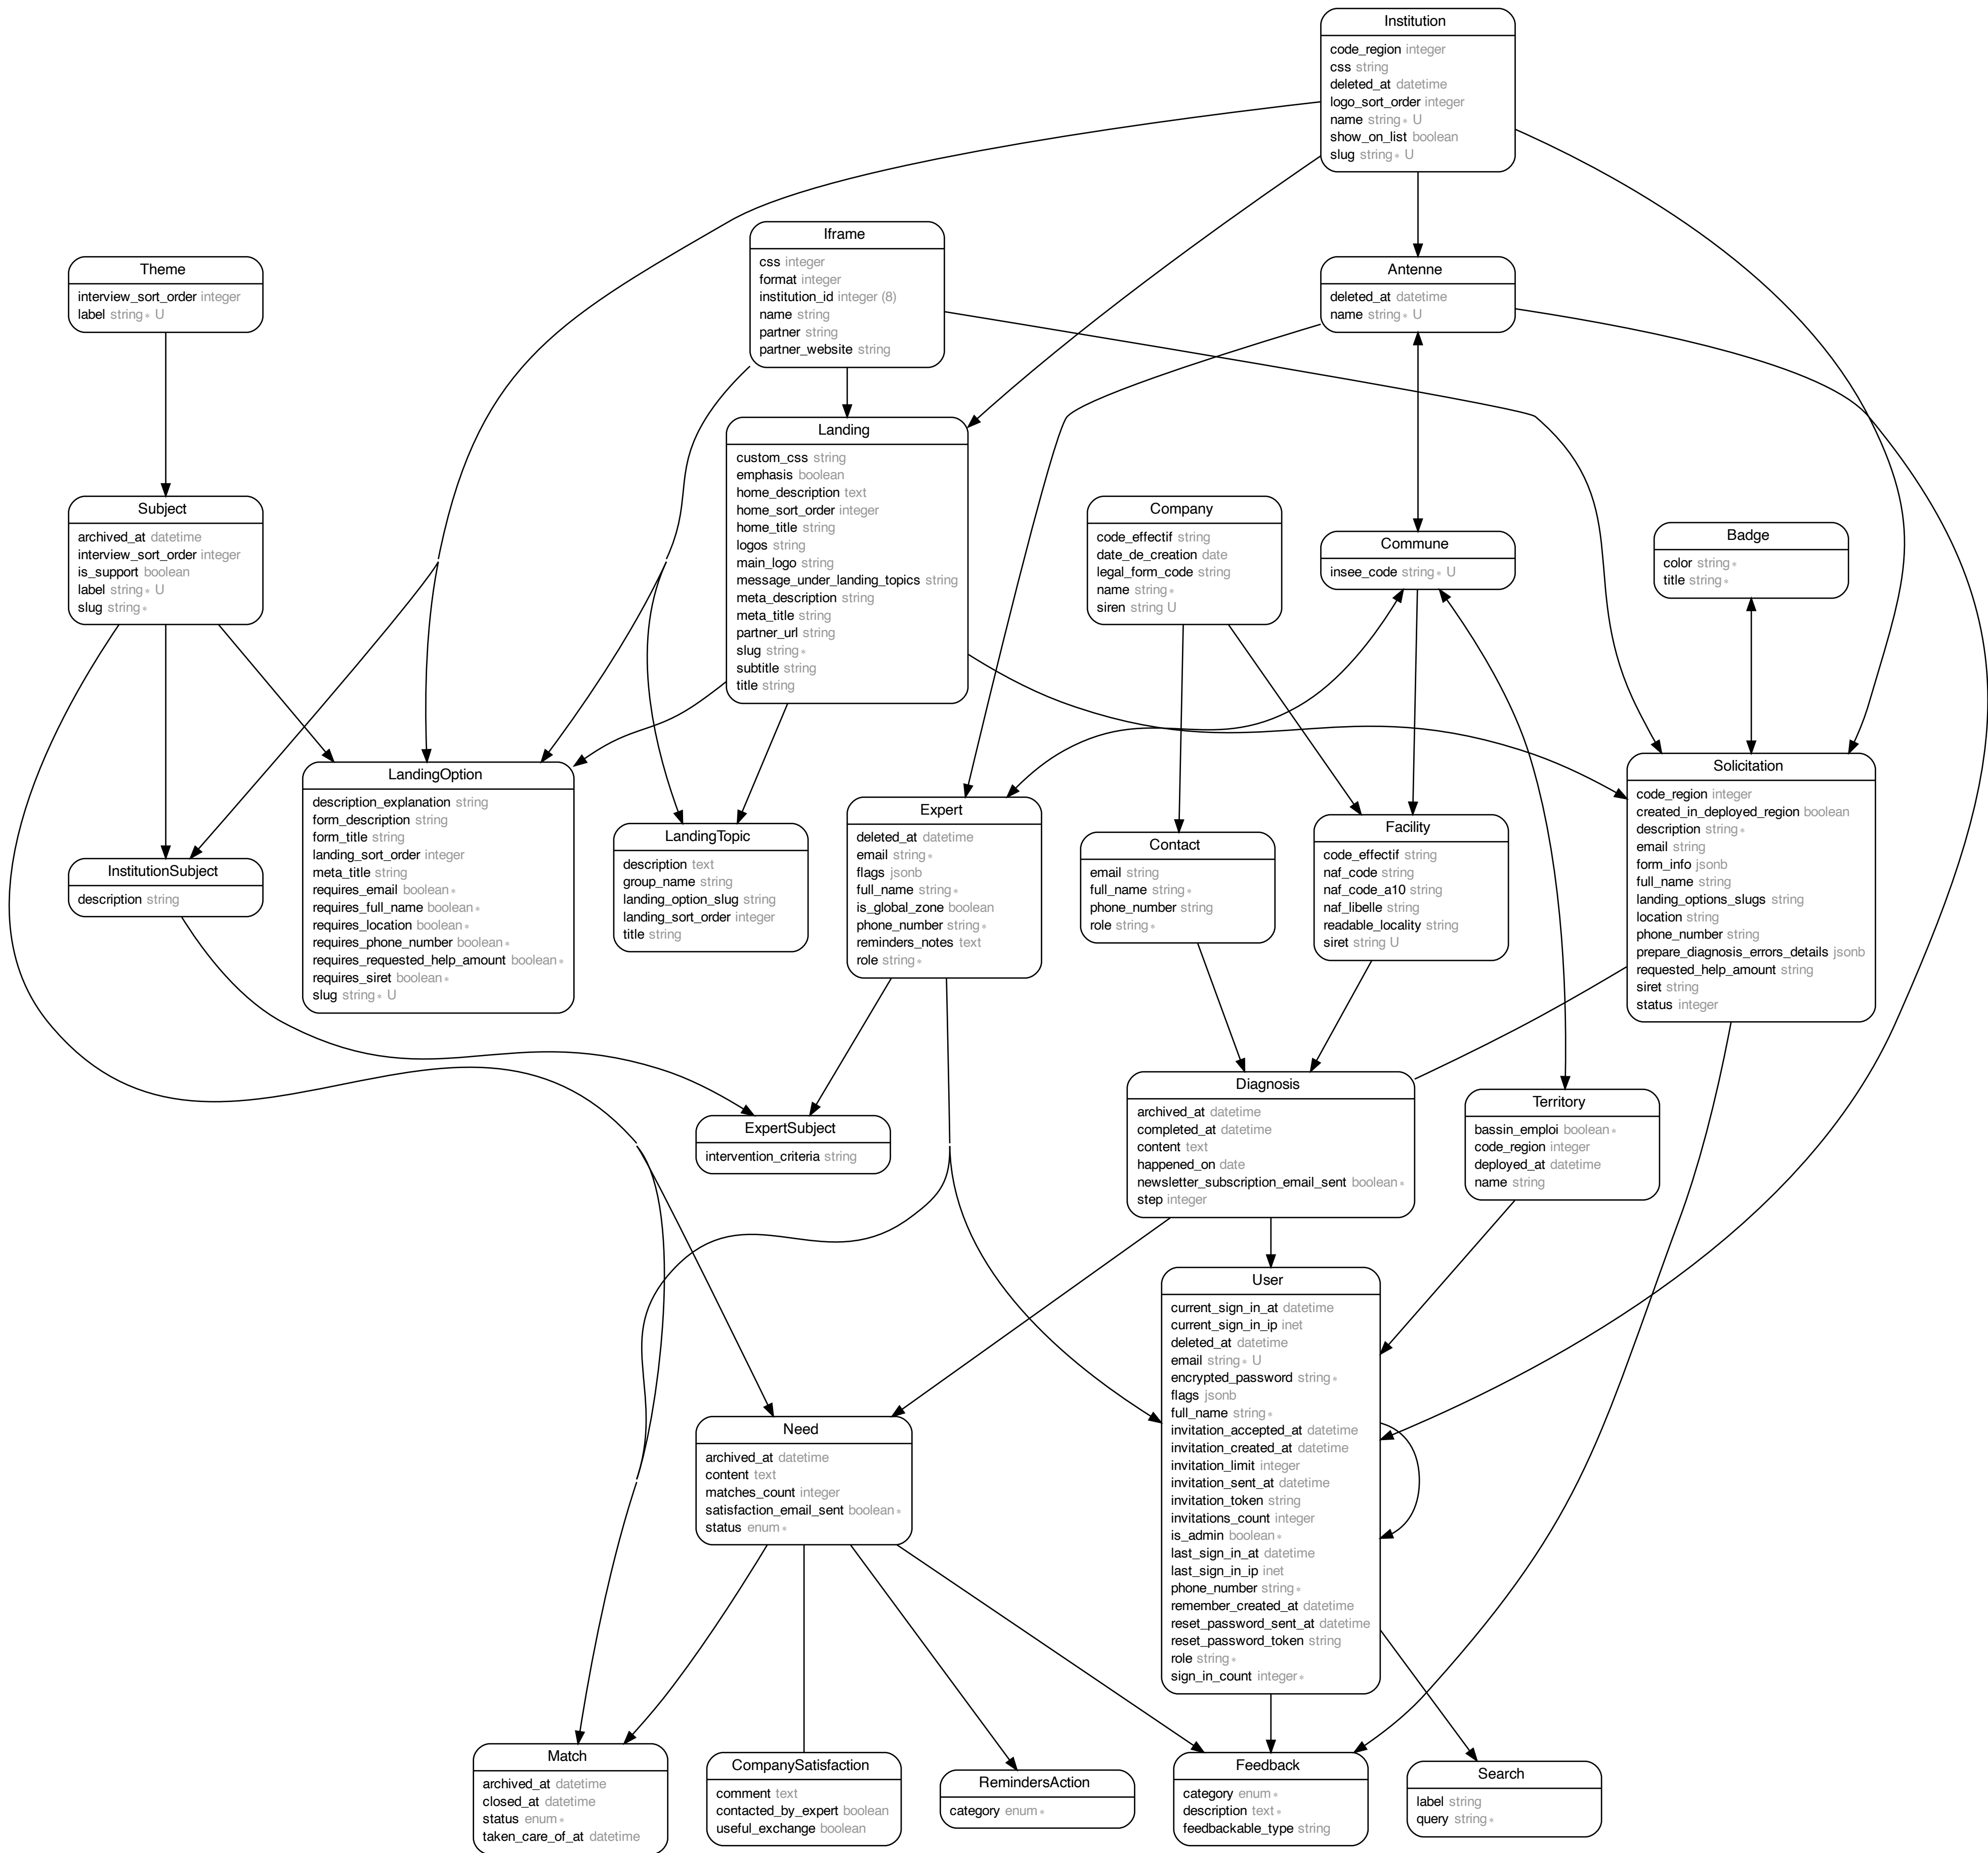 Institution
code_region integer
css string
deleted_at datetime
logo_sort_order integer
name string* U
show_on_list boolean
slug string* U
Iframe
css integer
format integer
institution_id integer (8)
name string
partner string
partner_website string
Theme
interview_sort_order integer
label string* U
Antenne
deleted_at datetime
name string* U
Landing
custom_css string
emphasis boolean
home_description text
home_sort_order integer
home_title string
logos string
main_logo string
message_under_landing_topics string
meta_description string
meta_title string
partner_url string
slug string*
subtitle string
title string
Subject
archived_at datetime
interview_sort_order integer
is_support boolean
label string* U
slug string*
Company
code_effectif string
date_de_creation date
legal_form_code string
name string*
siren string U
Commune
insee_code string* U
Badge
color string*
title string*
LandingOption
description_explanation string
form_description string
form_title string
landing_sort_order integer
meta_title string
requires_email boolean*
requires_full_name boolean*
requires_location boolean*
requires_phone_number boolean*
requires_requested_help_amount boolean*
requires_siret boolean*
slug string* U
LandingTopic
description text
group_name string
landing_option_slug string
landing_sort_order integer
title string
Expert
deleted_at datetime
email string*
flags jsonb
full_name string*
is_global_zone boolean
phone_number string*
reminders_notes text
role string*
Contact
email string
full_name string*
phone_number string
role string*
Facility
code_effectif string
naf_code string
naf_code_a10 string
naf_libelle string
readable_locality string
siret string U
Solicitation
code_region integer
created_in_deployed_region boolean
description string*
email string
form_info jsonb
full_name string
landing_options_slugs string
location string
phone_number string
prepare_diagnosis_errors_details jsonb
requested_help_amount string
siret string
status integer
InstitutionSubject
description string
ExpertSubject
intervention_criteria string
Diagnosis
archived_at datetime
completed_at datetime
content text
happened_on date
newsletter_subscription_email_sent boolean*
step integer
Territory
bassin_emploi boolean*
code_region integer
deployed_at datetime
name string
User
current_sign_in_at datetime
current_sign_in_ip inet
deleted_at datetime
email string* U
encrypted_password string*
flags jsonb
full_name string*
invitation_accepted_at datetime
invitation_created_at datetime
invitation_limit integer
invitation_sent_at datetime
invitation_token string
invitations_count integer
is_admin boolean*
last_sign_in_at datetime
last_sign_in_ip inet
phone_number string*
remember_created_at datetime
reset_password_sent_at datetime
reset_password_token string
role string*
sign_in_count integer*
Need
archived_at datetime
content text
matches_count integer
satisfaction_email_sent boolean*
status enum*
Match
archived_at datetime
closed_at datetime
status enum*
taken_care_of_at datetime
CompanySatisfaction
comment text
contacted_by_expert boolean
useful_exchange boolean
RemindersAction
category enum*
Feedback
category enum*
description text*
feedbackable_type string
Search
label string
query string*